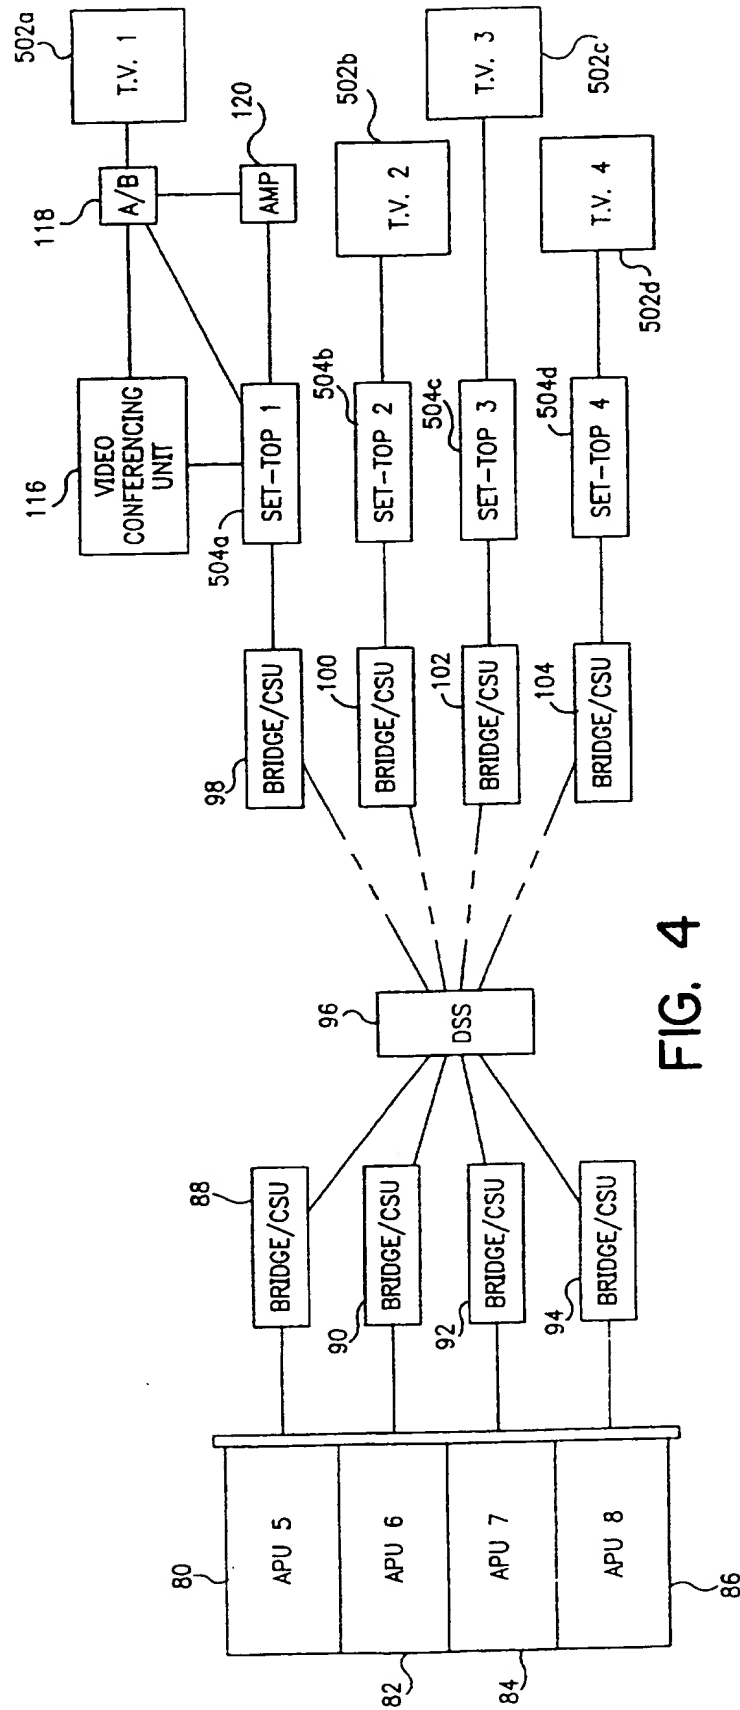 80
APU 5
APU 6
82
APU 7
84
APU 8
86
88
BRIDGE/CSU
90
BRIDGE/CSU
92
BRIDGE/CSU
94
BRIDGE/CSU
96
DSS
98
BRIDGE/CSU
100
BRIDGE/CSU
102
BRIDGE/CSU
104
BRIDGE/CSU
116
VIDEO
CONFERENCING
UNIT
504a
SET-TOP 1
504b
SET-TOP 2
504c
SET-TOP 3
504d
SET-TOP 4
118
A/B
120
AMP
502a
T.V. 1
502b
T.V. 2
T.V. 3
502c
T.V. 4
502d
FIG. 4